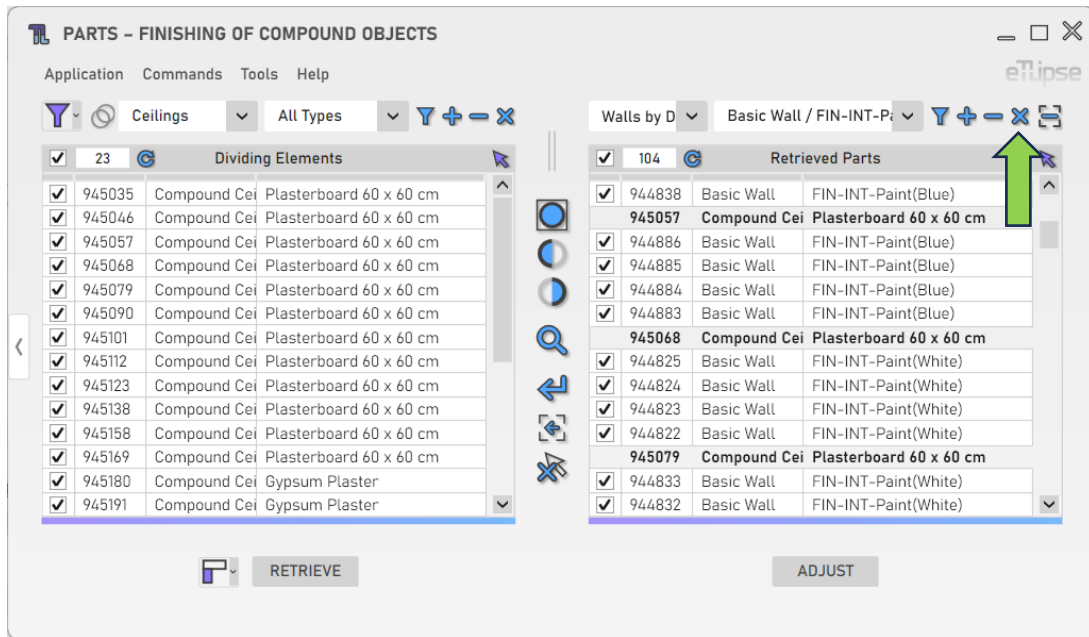 PARTS – FINISHING OF COMPOUND OBJECTS
Application Commands Tools Help
eTLipse
Ceilings All Types
Walls by D Basic Wall / FIN-INT-Pa
23 Dividing Elements
945035 Compound Cei Plasterboard 60 x 60 cm
945046 Compound Cei Plasterboard 60 x 60 cm
945057 Compound Cei Plasterboard 60 x 60 cm
945068 Compound Cei Plasterboard 60 x 60 cm
945079 Compound Cei Plasterboard 60 x 60 cm
945090 Compound Cei Plasterboard 60 x 60 cm
945101 Compound Cei Plasterboard 60 x 60 cm
945112 Compound Cei Plasterboard 60 x 60 cm
945123 Compound Cei Plasterboard 60 x 60 cm
945138 Compound Cei Plasterboard 60 x 60 cm
945158 Compound Cei Plasterboard 60 x 60 cm
945169 Compound Cei Plasterboard 60 x 60 cm
945180 Compound Cei Gypsum Plaster
945191 Compound Cei Gypsum Plaster
RETRIEVE
104 Retrieved Parts
944838 Basic Wall FIN-INT-Paint(Blue)
945057 Compound Cei Plasterboard 60 x 60 cm
944886 Basic Wall FIN-INT-Paint(Blue)
944885 Basic Wall FIN-INT-Paint(Blue)
944884 Basic Wall FIN-INT-Paint(Blue)
944883 Basic Wall FIN-INT-Paint(Blue)
945068 Compound Cei Plasterboard 60 x 60 cm
944825 Basic Wall FIN-INT-Paint(White)
944824 Basic Wall FIN-INT-Paint(White)
944823 Basic Wall FIN-INT-Paint(White)
944822 Basic Wall FIN-INT-Paint(White)
945079 Compound Cei Plasterboard 60 x 60 cm
944833 Basic Wall FIN-INT-Paint(White)
944832 Basic Wall FIN-INT-Paint(White)
ADJUST